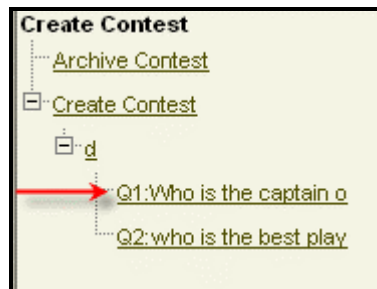 Create Contest
Archive Contest
Create Contest
d
Q1:Who is the captain o
Q2:who is the best play